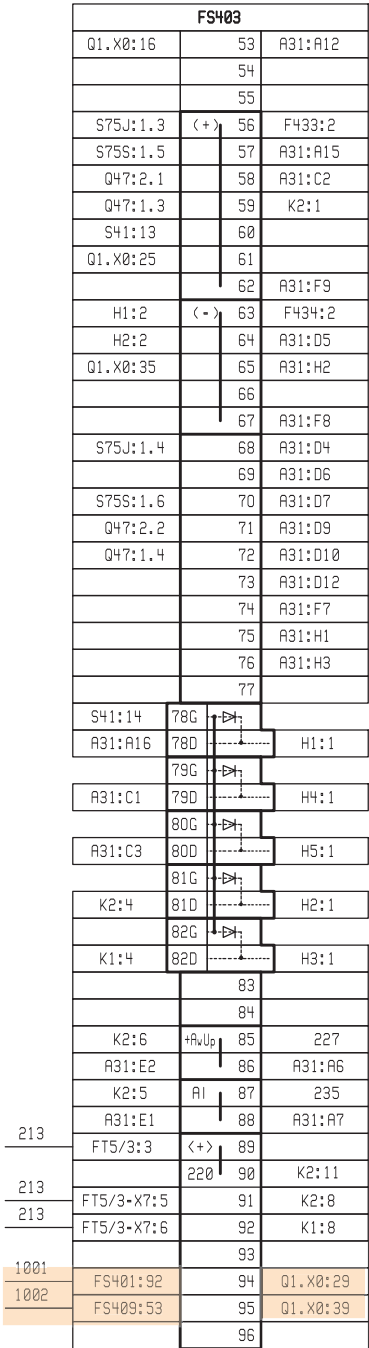 FS403
Q1.X0:16 53 A31:A12
54
55
S75J:1.3 (+) 56 F433:2
S75S:1.5 57 A31:A15
Q47:2.1 58 A31:C2
Q47:1.3 59 K2:1
S41:13 60
Q1.X0:25 61
62 A31:F9
H1:2 (-) 63 F434:2
H2:2 64 A31:D5
Q1.X0:35 65 A31:H2
66
67 A31:F8
S75J:1.4 68 A31:D4
69 A31:D6
S75S:1.6 70 A31:D7
Q47:2.2 71 A31:D9
Q47:1.4 72 A31:D10
73 A31:D12
74 A31:F7
75 A31:H1
76 A31:H3
77
S41:14 78G
A31:A16 78D H1:1
79G
A31:C1 79D H4:1
80G
A31:C3 80D H5:1
81G
K2:4 81D H2:1
82G
K1:4 82D H3:1
83
84
K2:6 +AwUp 85 227
A31:E2 86 A31:A6
K2:5 AI 87 235
A31:E1 88 A31:A7
213 FT5/3:3 <+> 89
220 90 K2:11
213 FT5/3-X7:5 91 K2:8
213 FT5/3-X7:6 92 K1:8
93
1001 FS401:92 94 Q1.X0:29
1002 FS409:53 95 Q1.X0:39
96